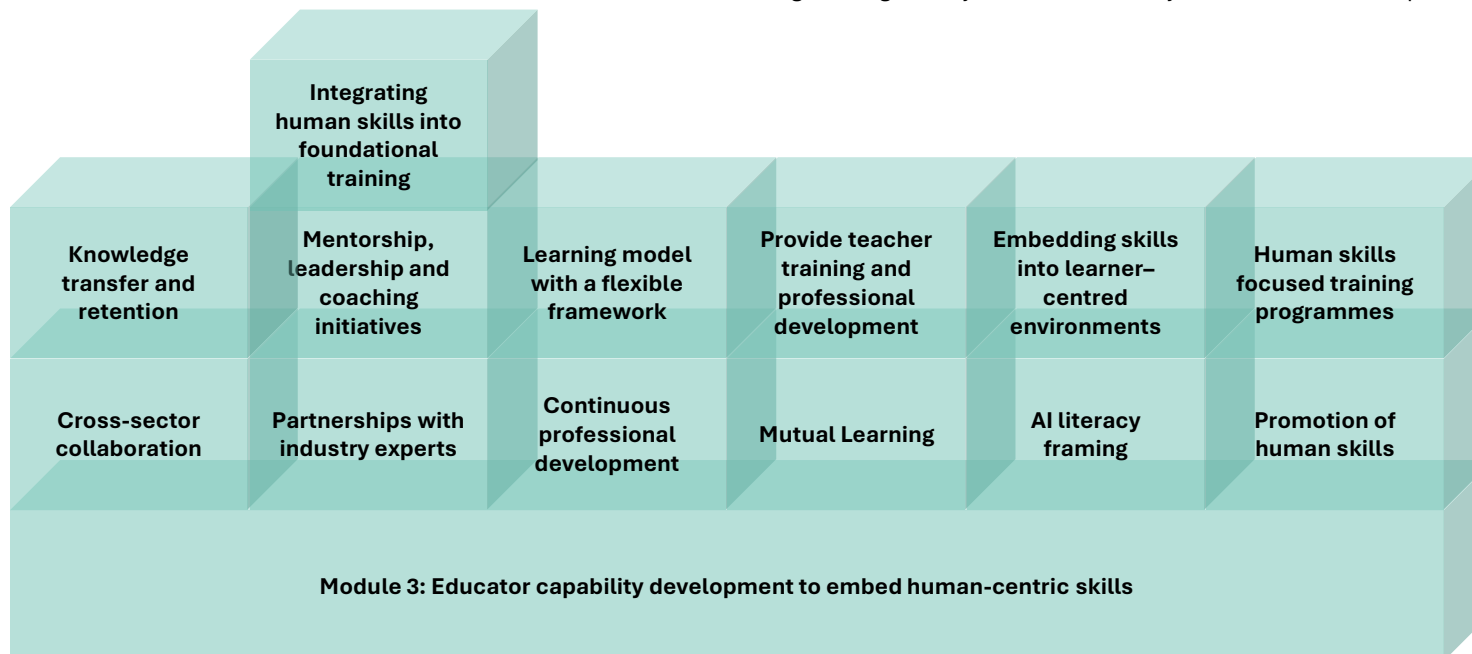 Integrating
human skills into
foundational
training
Knowledge
transfer and
retention
Mentorship,
leadership and
coaching
initiatives
Learning model
with a flexible
framework
Provide teacher
training and
professional
development
Embedding skills
into learner–
centred
environments
Human skills
focused training
programmes
Cross-sector
collaboration
Partnerships with
industry experts
Continuous
professional
development
Mutual Learning
AI literacy
framing
Promotion of
human skills
Module 3: Educator capability development to embed human-centric skills